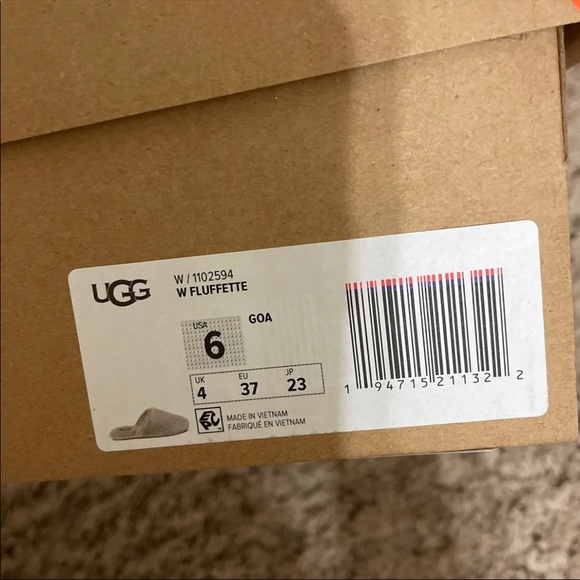 UGG
W / 1102594
W FLUFFETTE
USA
6
GOA
UK
4
EU
37
JP
23
MADE IN VIETNAM
FABRIQUÉ EN VIETNAM
1 94715 21132 2